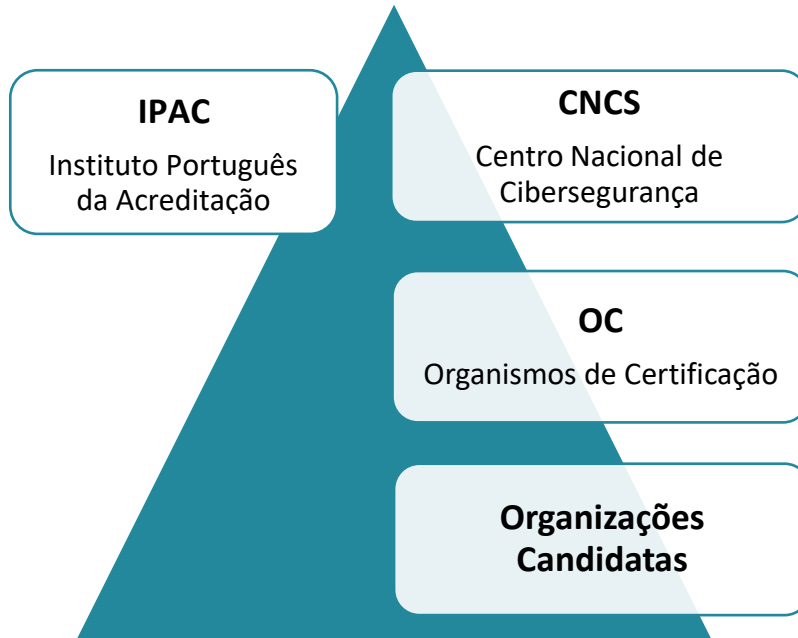 IPAC
Instituto Português
da Acreditação
CNCS
Centro Nacional de
Cibersegurança
OC
Organismos de Certificação
Organizações
Candidatas